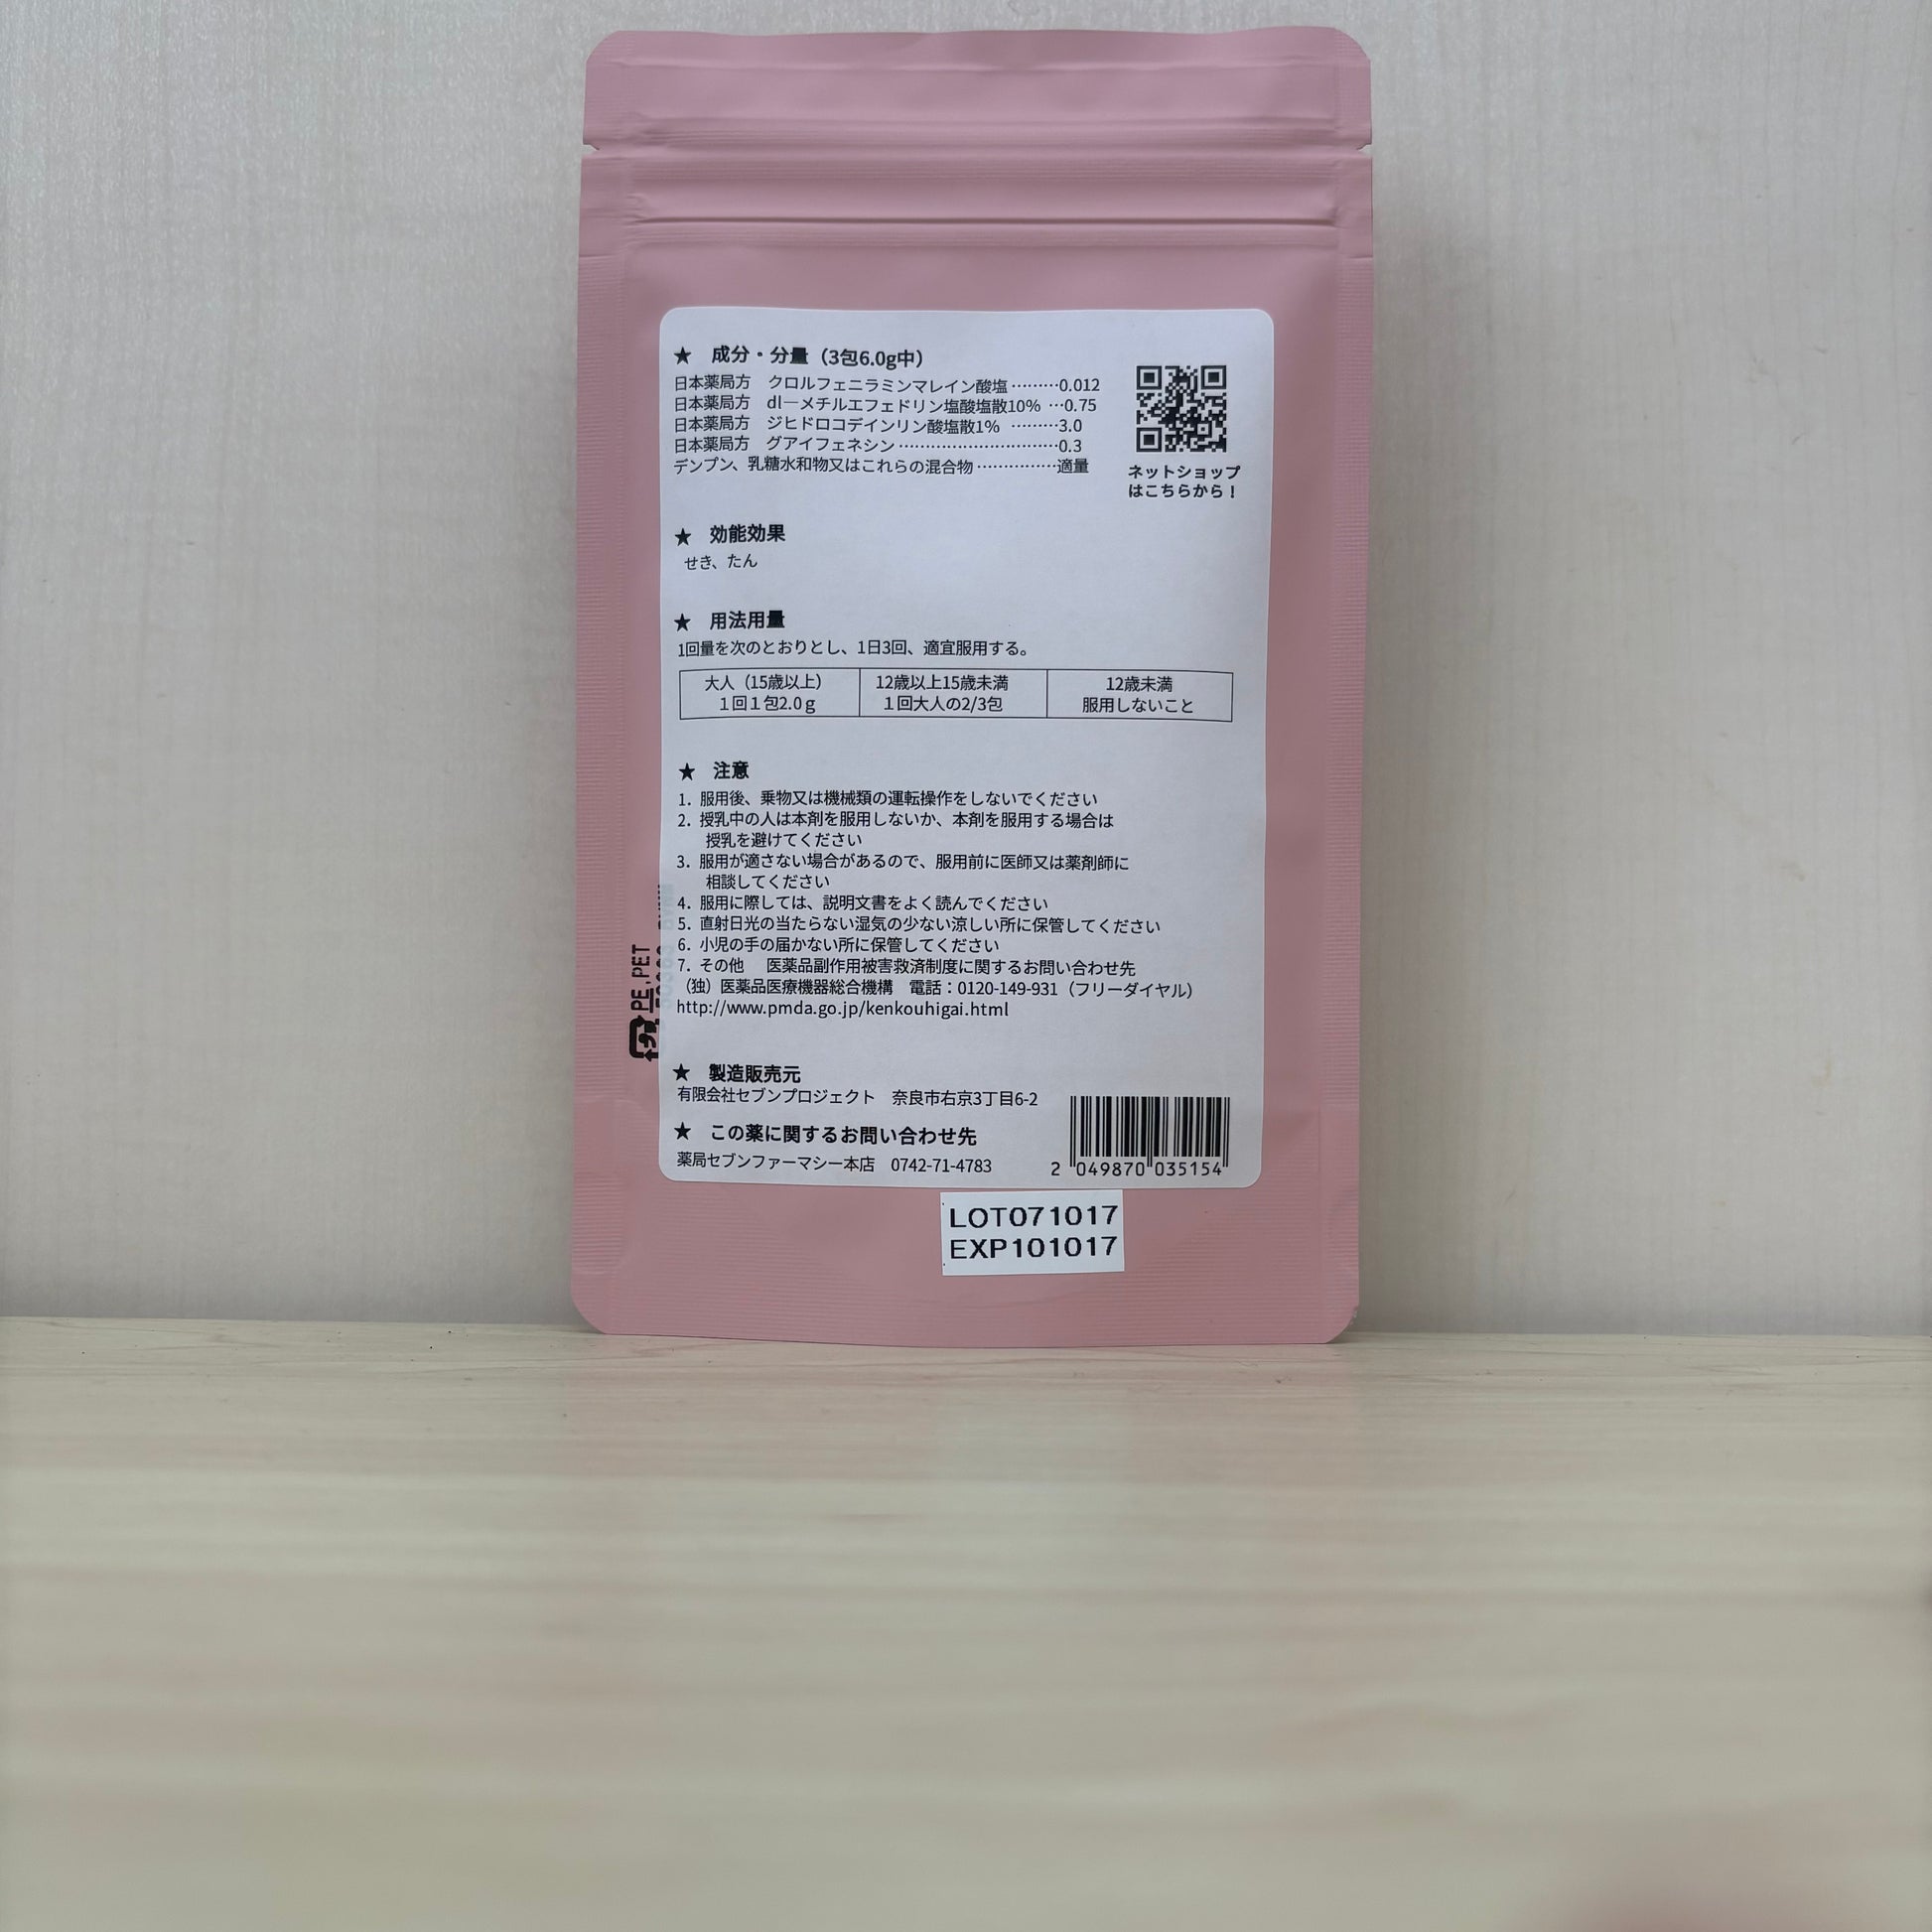 ★ 成分・分量（3包6.0g中）
日本薬局方 クロルフェニラミンマレイン酸塩………0.012
日本薬局方 dl－メチルエフェドリン塩酸塩散10% …0.75
日本薬局方 ジヒドロコデインリン酸塩散1% ………3.0
日本薬局方 グアイフェネシン…………………………0.3
デンプン、乳糖水和物又はこれらの混合物……………適量
ネットショップ
はこちらから！
★ 効能効果
せき、たん
★ 用法用量
1回量を次のとおりとし、1日3回、適宜服用する。
大人（15歳以上） 12歳以上15歳未満 12歳未満
１回１包2.0ｇ １回大人の2/3包 服用しないこと
★ 注意
1. 服用後、乗物又は機械類の運転操作をしないでください
2. 授乳中の人は本剤を服用しないか、本剤を服用する場合は
授乳を避けてください
3. 服用が適さない場合があるので、服用前に医師又は薬剤師に
相談してください
4. 服用に際しては、説明文書をよく読んでください
5. 直射日光の当たらない湿気の少ない涼しい所に保管してください
6. 小児の手の届かない所に保管してください
7. その他 医薬品副作用被害救済制度に関するお問い合わせ先
（独）医薬品医療機器総合機構 電話：0120-149-931（フリーダイヤル）
http://www.pmda.go.jp/kenkouhigai.html
PE,PET
★ 製造販売元
有限会社セブンプロジェクト 奈良市右京3丁目6-2
★ この薬に関するお問い合わせ先
薬局セブンファーマシー本店 0742-71-4783
2 049870 035154
LOT071017
EXP101017